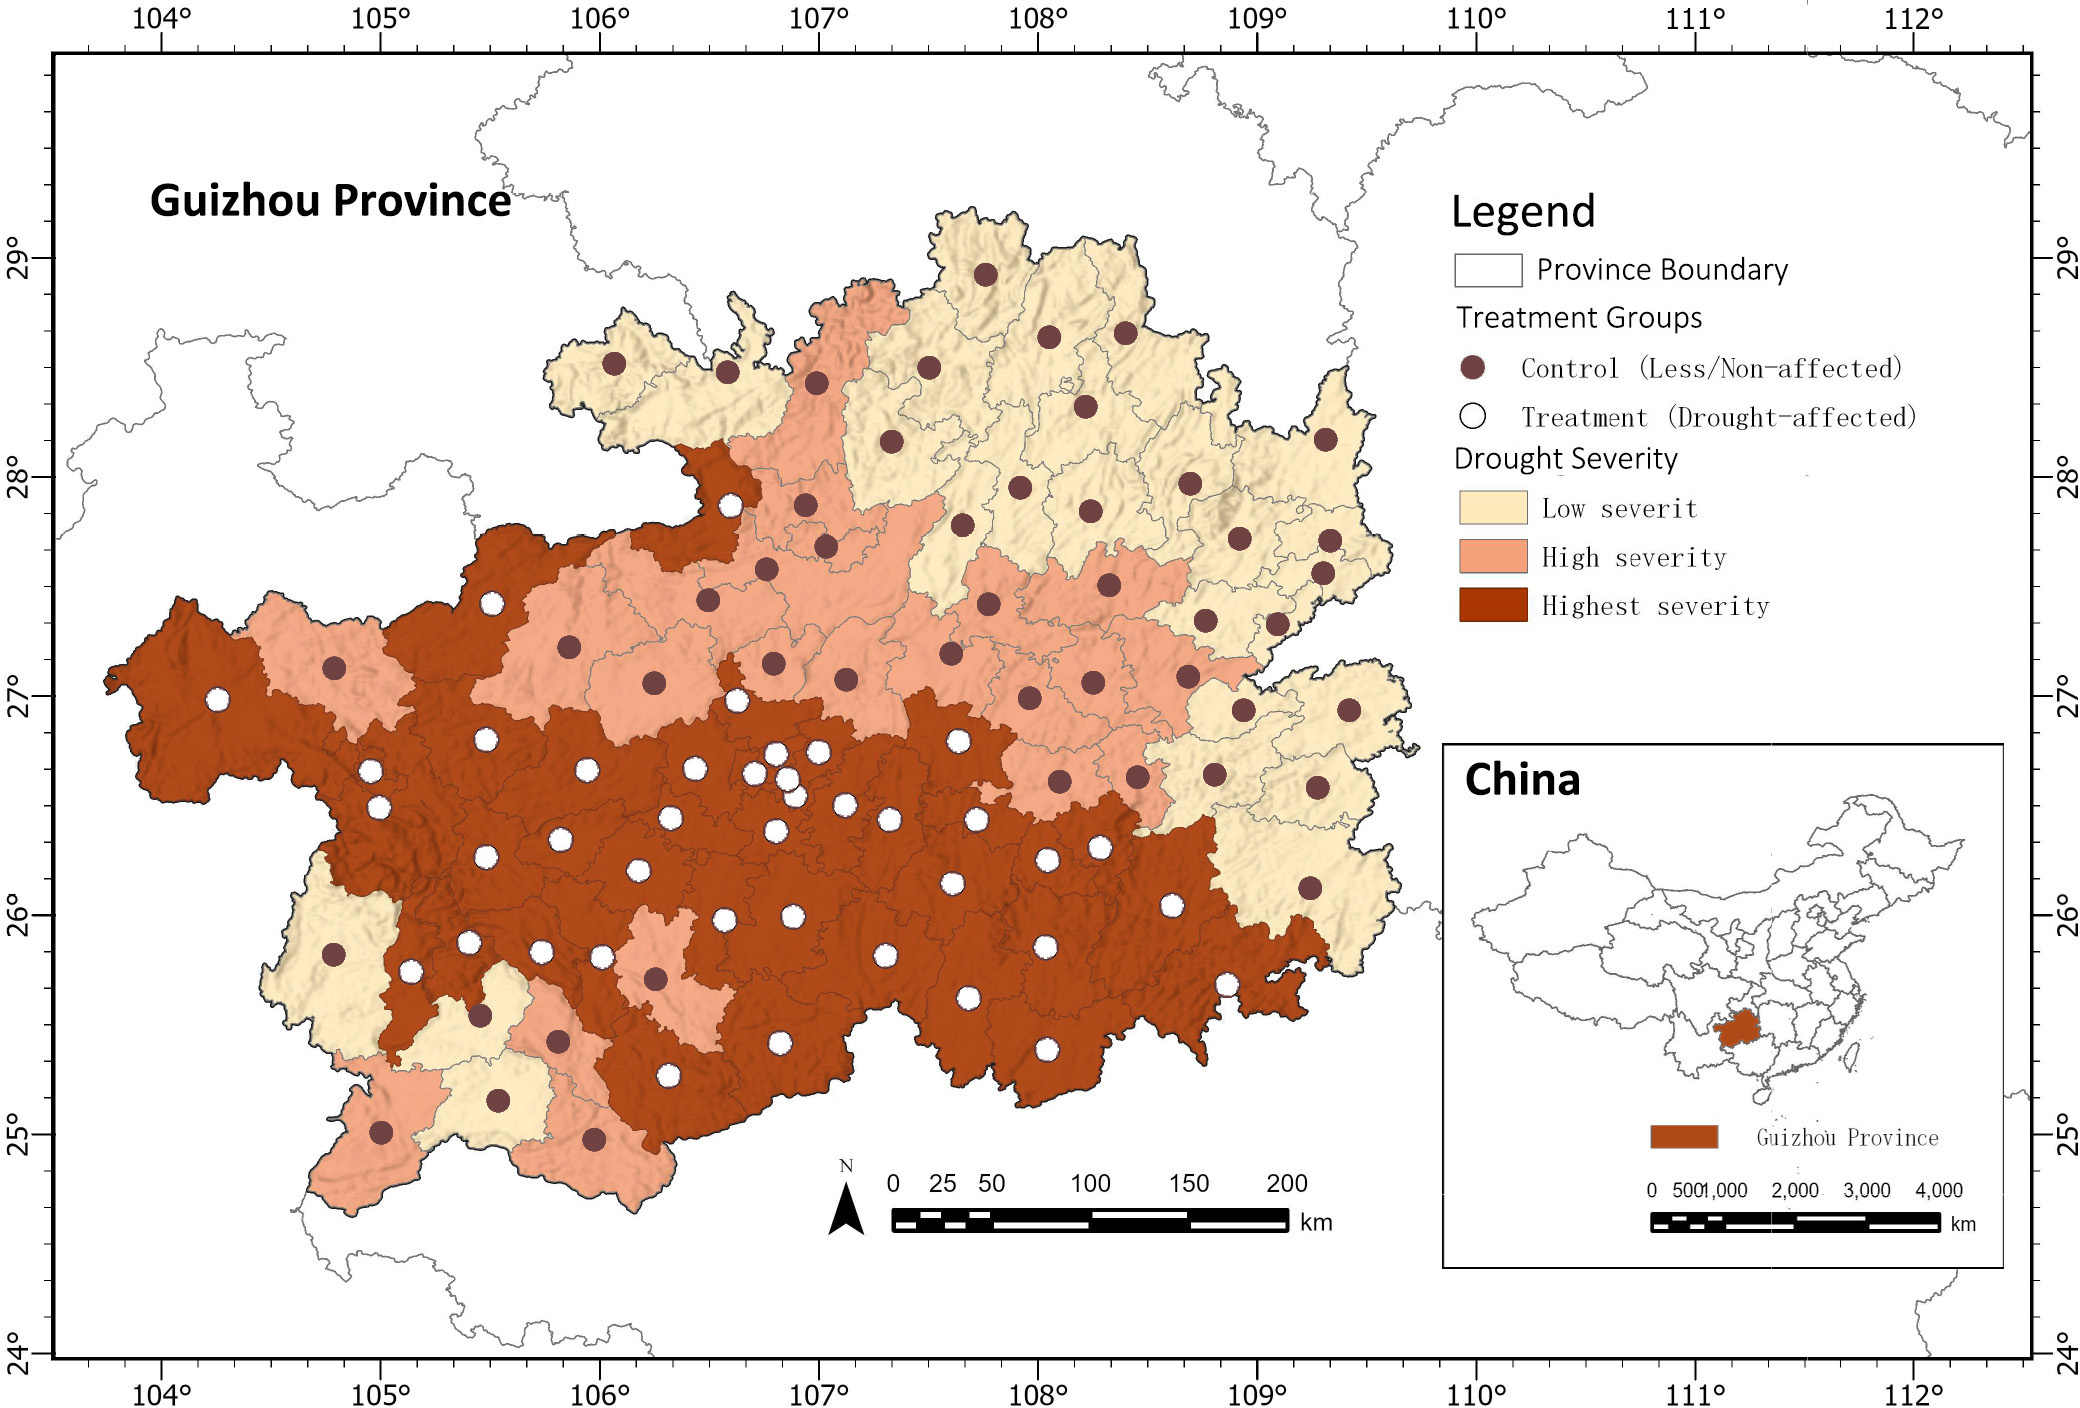 104° 105° 106° 107° 108° 109° 110° 111° 112°
Guizhou Province
29°
28°
27°
26°
25°
24°
Legend
Province Boundary
Treatment Groups
Control (Less/Non-affected)
Treatment (Drought-affected)
Drought Severity
Low severit
High severity
Highest severity
29°
28°
27°
26°
25°
24°
China
Guizhou Province
0 500 1,000 2,000 3,000 4,000
km
N
0 25 50 100 150 200
km
104° 105° 106° 107° 108° 109° 110° 111° 112°